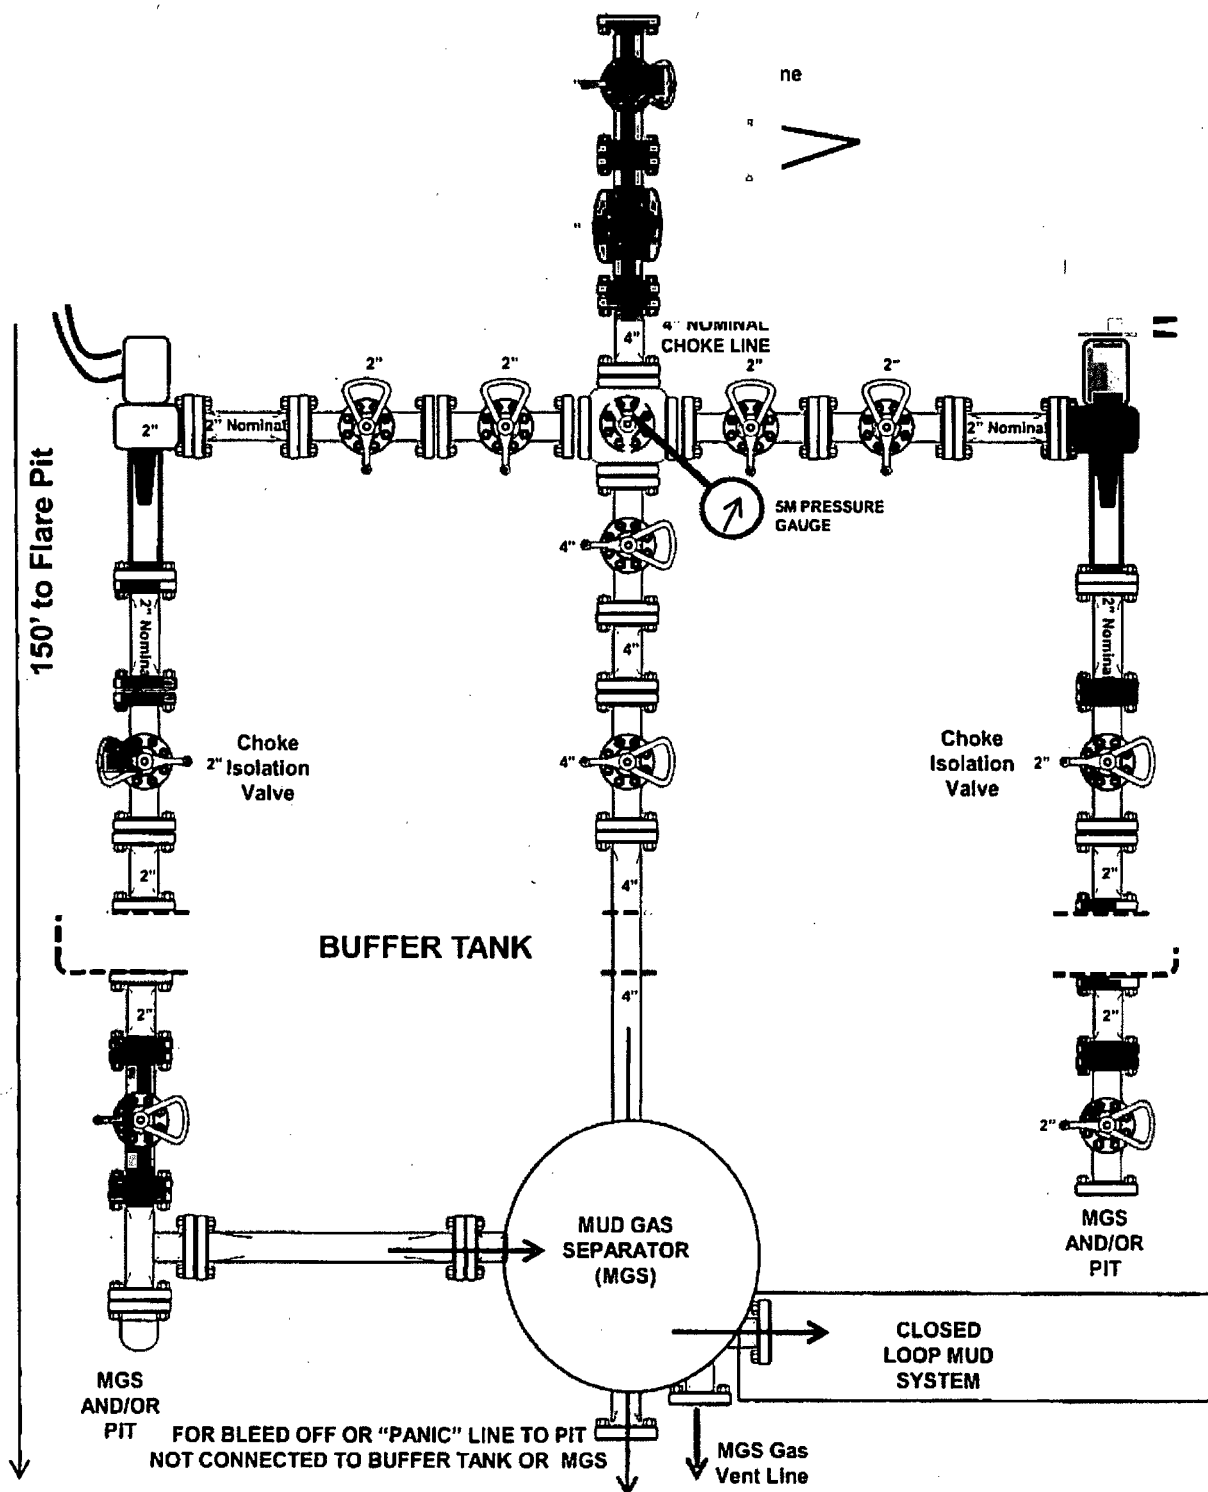 ne
4"
4" NOMINAL
CHOKE LINE
2"
2"
2"
2"
2"
2" Nominal
2" Nominal
5M PRESSURE
GAUGE
4"
150' to Flare Pit
2" Nominal
4"
2" Nominal
Choke
Isolation
Valve
2"
4"
Choke
Isolation
Valve
2"
2"
4"
2"
BUFFER TANK
4"
2"
2"
2"
MUD GAS
SEPARATOR
(MGS)
MGS
AND/OR
PIT
CLOSED
LOOP MUD
SYSTEM
MGS
AND/OR
PIT
FOR BLEED OFF OR “PANIC” LINE TO PIT
NOT CONNECTED TO BUFFER TANK OR MGS
MGS Gas
Vent Line